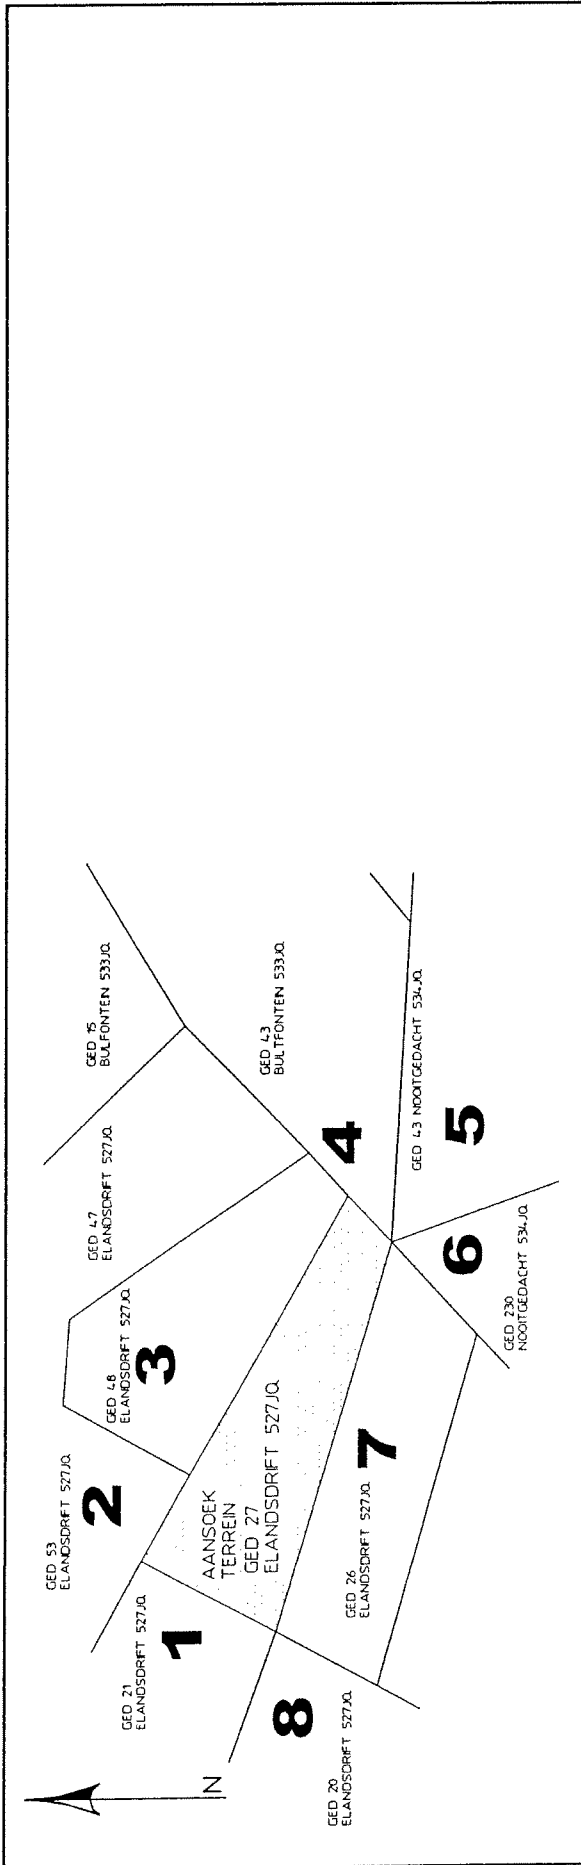 GED 53
ELANDSDRIFT 527JQ
2
GED 21
ELANDSDRIFT 527JQ
1
GED 48
ELANDSDRIFT 527JQ
3
GED 47
ELANDSDRIFT 527JQ
GED 15
BULFONTEIN 533JQ
GED 43
BULTFONTEIN 533JQ
4
N
AANSOEK
TERREIN
GED 27
ELANDSDRIFT 527JQ
GED 43 NOOITGEDACHT 534JQ
5
8
GED 20
ELANDSDRIFT 527JQ
GED 26
ELANDSDRIFT 527JQ
7
6
GED 230
NOOITGEDACHT 534JQ